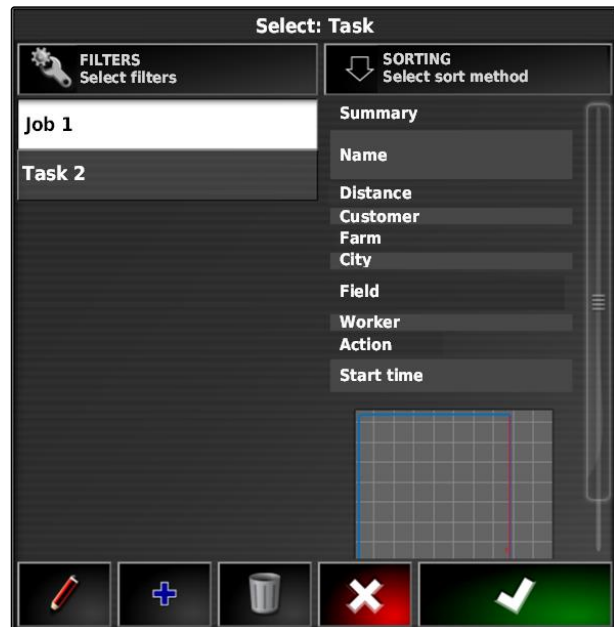 Select: Task
FILTERS
Select filters
SORTING
Select sort method
Job 1
Task 2
Summary
Name
Distance
Customer
Farm
City
Field
Worker
Action
Start time